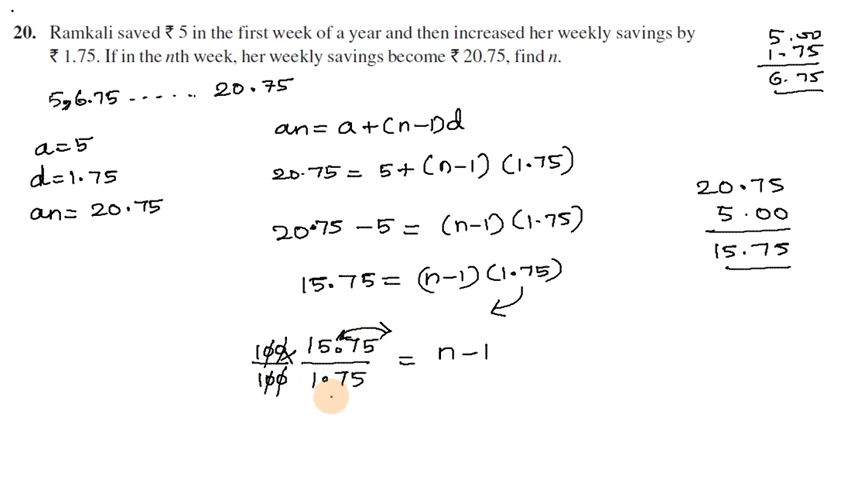 20. Ramkali saved ₹ 5 in the first week of a year and then increased her weekly savings by
₹ 1.75. If in the nth week, her weekly savings become ₹ 20.75, find n.
5.00
1.75
6.75
5, 6.75 ...... 20.75
a=5
d=1.75
an= 20.75
an= a+(n-1)d
20.75 = 5+(n-1)(1.75)
20.75 -5 = (n-1)(1.75)
15.75 = (n-1)(1.75)
20.75
5.00
15.75
100 15.75 = n-1
100 1.75